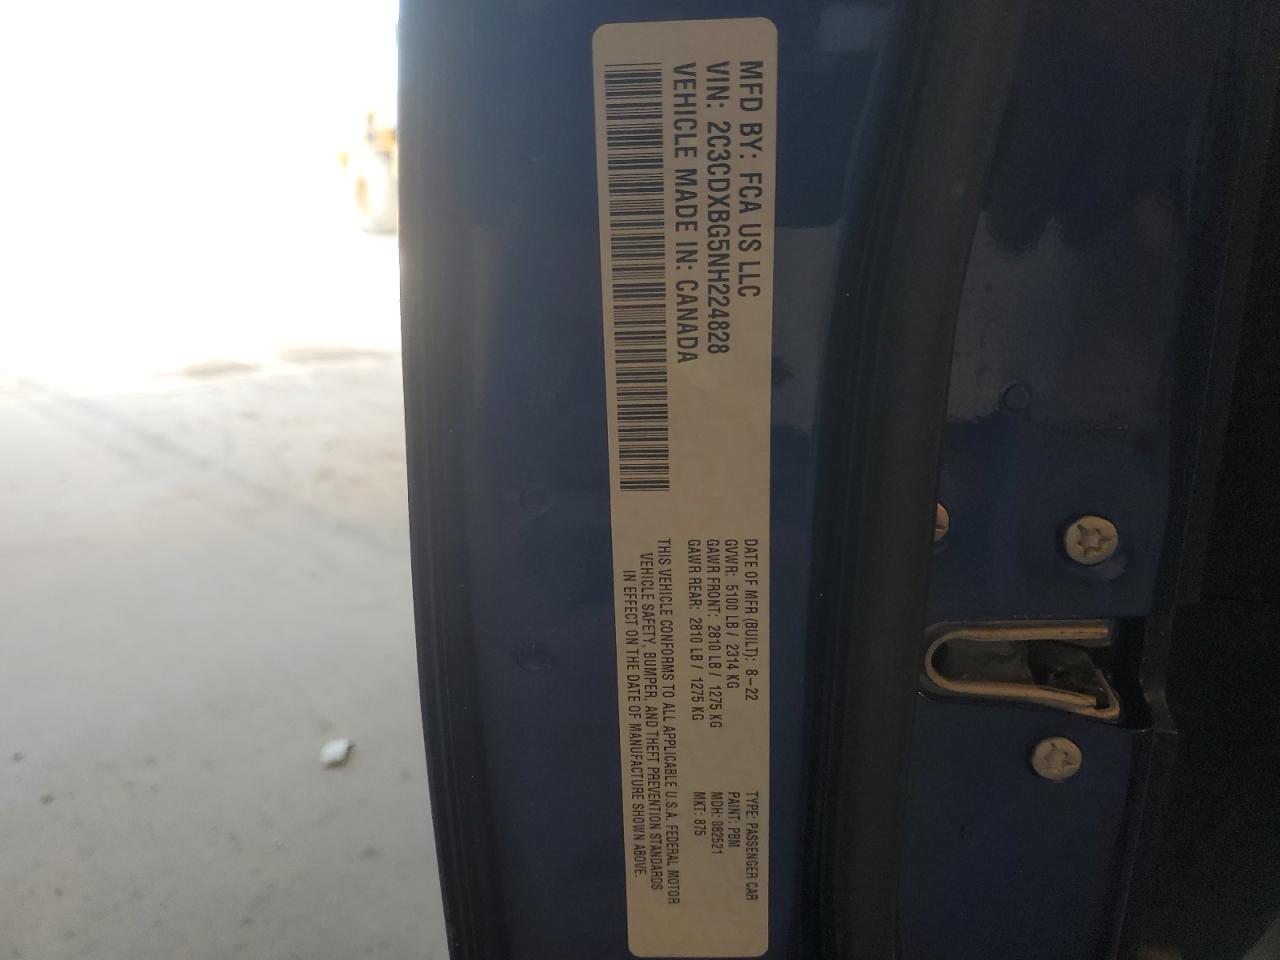 MFD BY: FCA US LLC
VIN: 2C3CDXBG5NH224828
VEHICLE MADE IN: CANADA
DATE OF MFR (BUILT): 8-22
GVWR: 5100 LB / 2314 KG
GAWR FRONT: 2810 LB / 1275 KG
GAWR REAR: 2810 LB / 1275 KG
THIS VEHICLE CONFORMS TO ALL APPLICABLE U.S.A. FEDERAL MOTOR
VEHICLE SAFETY, BUMPER, AND THEFT PREVENTION STANDARDS
IN EFFECT ON THE DATE OF MANUFACTURE SHOWN ABOVE.
TYPE: PASSENGER CAR
PAINT: PBM
MDH: 082521
MKT: 875